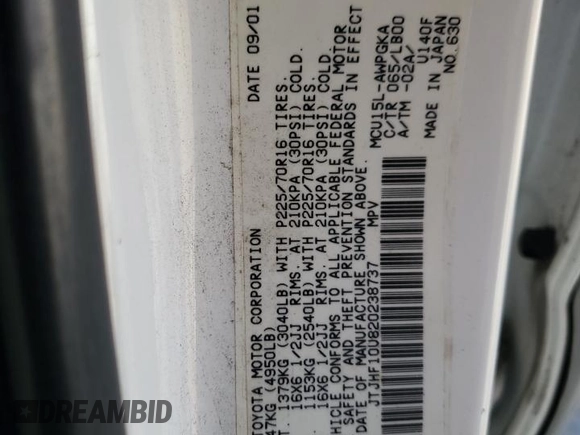 TOYOTA MOTOR CORPORATION DATE 09/01
47KG (4950LB)
1379KG (3040LB) WITH P225/70R16 TIRES.
16X6 1/2JJ RIMS. AT 210KPA (30PSI) COLD.
(2540LB) WITH P225/70R16 TIRES.
16X6 1/2JJ RIMS. AT 210KPA (30PSI) COLD.
HICLE CONFORMS TO ALL APPLICABLE FEDERAL MOTOR
SAFETY AND THEFT PREVENTION STANDARDS IN EFFECT
DATE OF MANUFACTURE SHOWN ABOVE.
JTJHF10U820238737 MPV
MCU15L-AWPGKA
C/TR 065/LB00
A/TM -02A/ U140F
MADE IN JAPAN
NO.630
DREAMBID